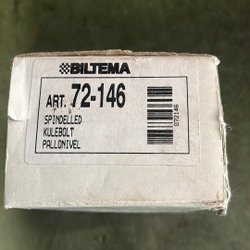 BILTEMA
ART. 72-146
SPINDELLED
KULEBOLT
PALLONIVEL
072146